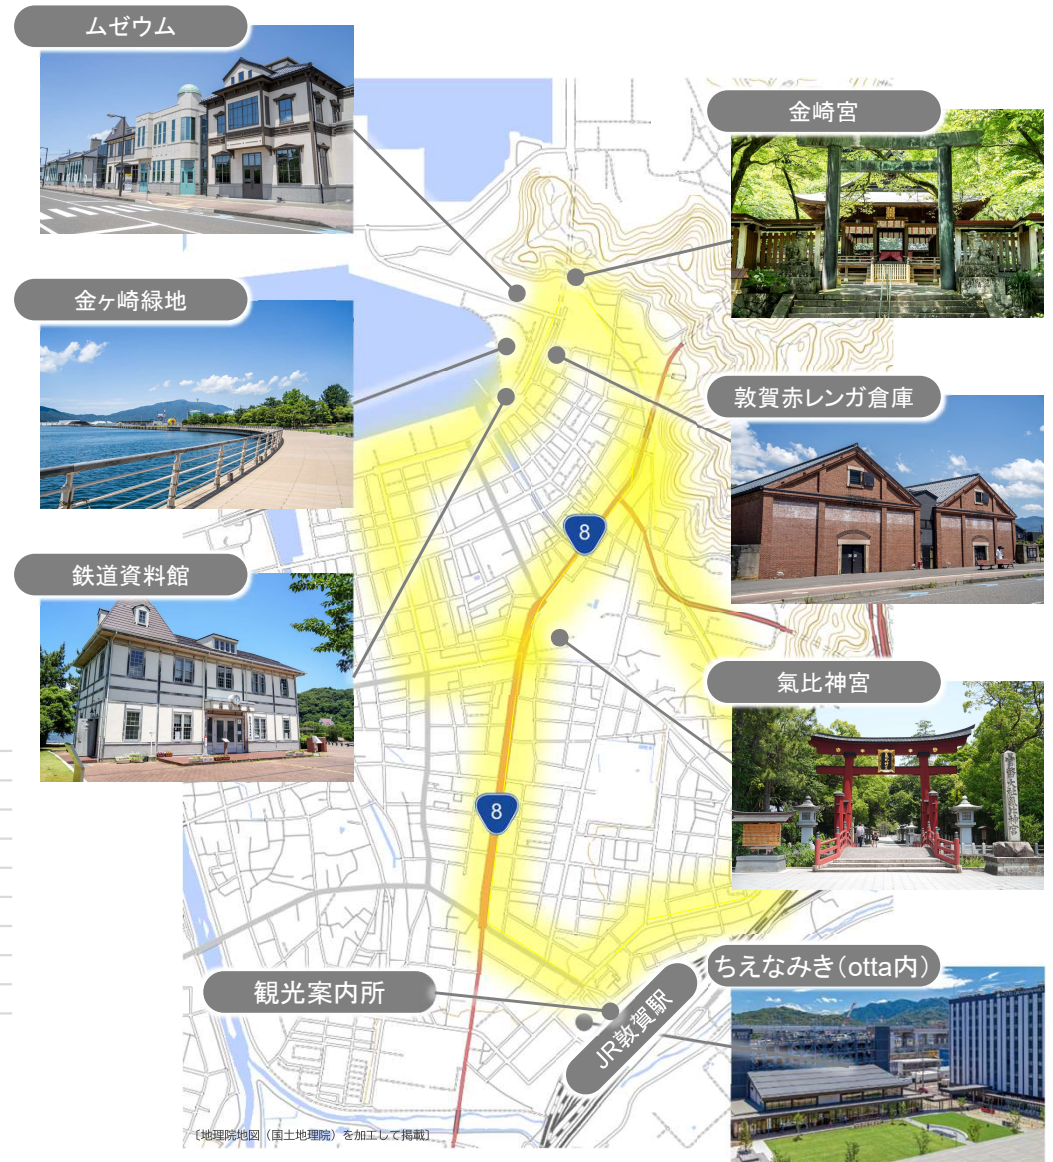 ムゼウム
金崎宮
金ヶ崎緑地
敦賀赤レンガ倉庫
8
鉄道資料館
氣比神宮
8
ちえなみき（otta内）
観光案内所
JR敦賀駅
〔地理院地図（国土地理院）を加工して掲載〕